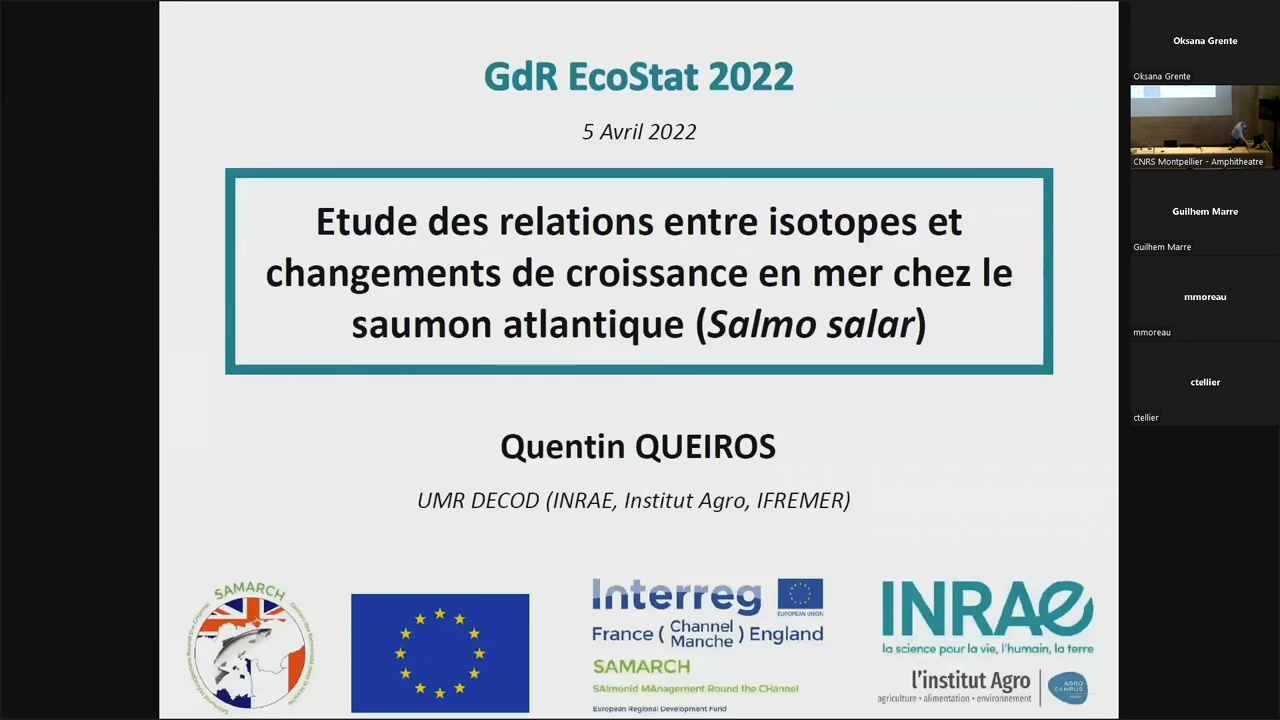 GdR EcoStat 2022
5 Avril 2022
Etude des relations entre isotopes et
changements de croissance en mer chez le
saumon atlantique (Salmo salar)
Quentin QUEIROS
UMR DECOD (INRAE, Institut Agro, IFREMER)
SAMARCH
Interreg
EUROPEAN UNION
France ( Channel Manche ) England
SAMARCH
SAlmonid MAnagement Round the CHannel
European Regional Development Fund
INRAE
la science pour la vie, l'humain, la terre
l'institut Agro
agriculture • alimentation • environnement
AGRO
CAMPUS
Oksana Grente
Oksana Grente
CNRS Montpellier - Amphitheatre
Guilhem Marre
Guilhem Marre
mmoreau
mmoreau
ctellier
ctellier